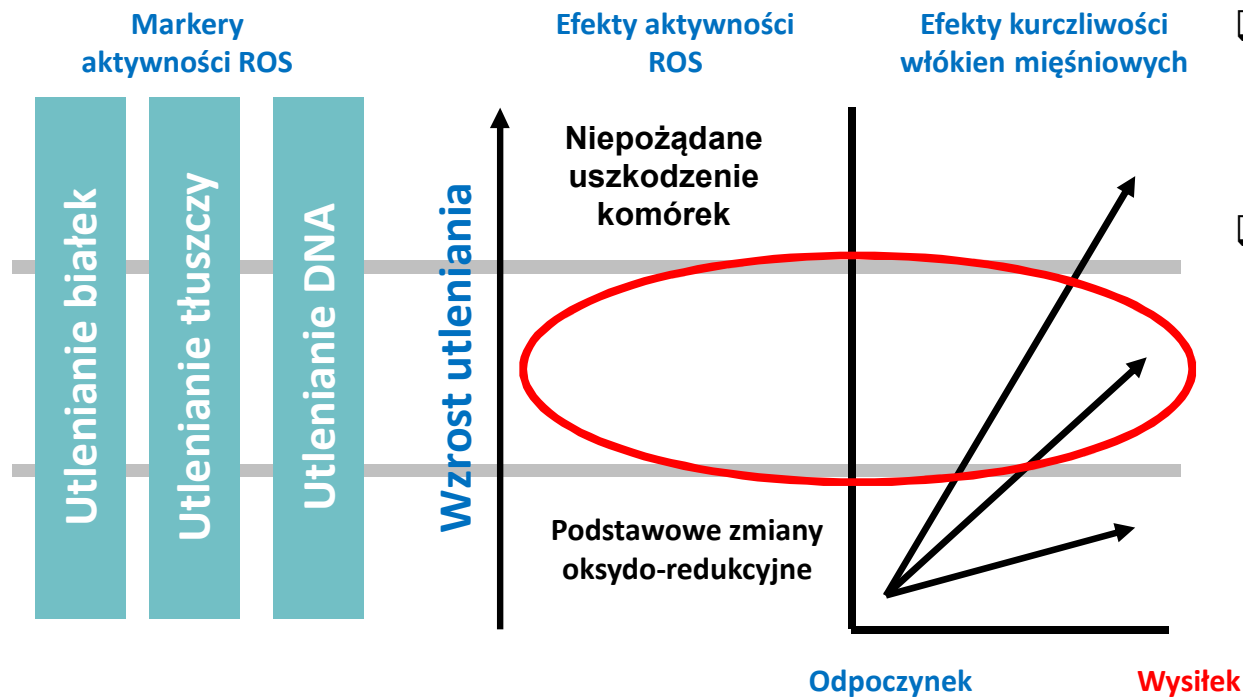 Markery
aktywności ROS
Efekty aktywności
ROS
Efekty kurczliwości
włókien mięśniowych
Utlenianie białek
Utlenianie tłuszczy
Utlenianie DNA
Wzrost utleniania
Niepożądane
uszkodzenie
komórek
Podstawowe zmiany
oksydo-redukcyjne
Odpoczynek
Wysiłek